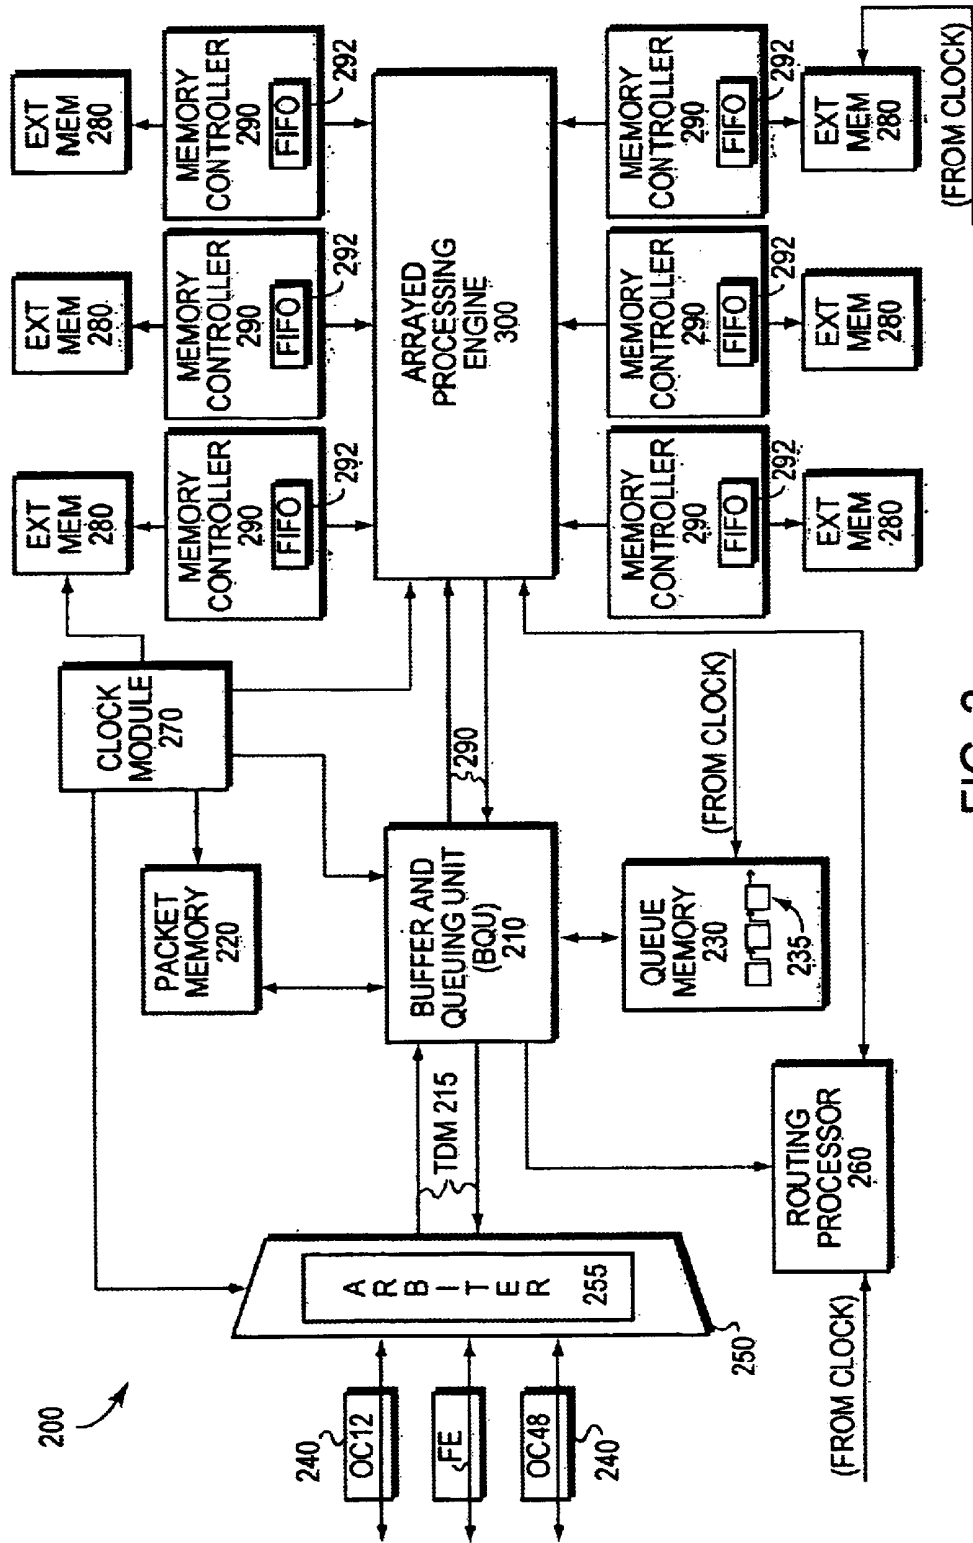 200
240
OC12
FE
OC48
240
ARBITER
255
250
TDM 215
CLOCK
MODULE
270
PACKET
MEMORY
220
BUFFER AND
QUEUING UNIT
(BQU)
210
290
QUEUE
MEMORY
230
235
(FROM CLOCK)
ROUTING
PROCESSOR
260
(FROM CLOCK)
ARRAYED
PROCESSING
ENGINE
300
EXT
MEM
280
EXT
MEM
280
EXT
MEM
280
MEMORY
CONTROLLER
290
FIFO
292
MEMORY
CONTROLLER
290
FIFO
292
MEMORY
CONTROLLER
290
FIFO
292
MEMORY
CONTROLLER
290
FIFO
292
MEMORY
CONTROLLER
290
FIFO
292
MEMORY
CONTROLLER
290
FIFO
292
EXT
MEM
280
EXT
MEM
280
EXT
MEM
280
(FROM CLOCK)